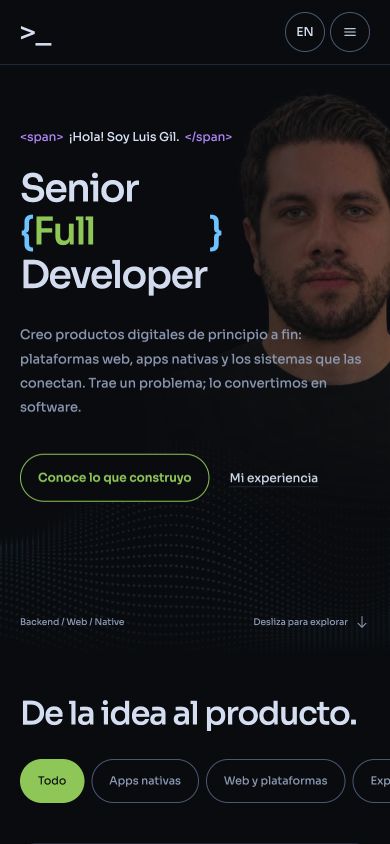 >_
EN
<span> ¡Hola! Soy Luis Gil. </span>
Senior
{Full }
Developer
Creo productos digitales de principio a fin:
plataformas web, apps nativas y los sistemas que las
conectan. Trae un problema; lo convertimos en
software.
Conoce lo que construyo
Mi experiencia
Backend / Web / Native
Desliza para explorar
De la idea al producto.
Todo
Apps nativas
Web y plataformas
Exp